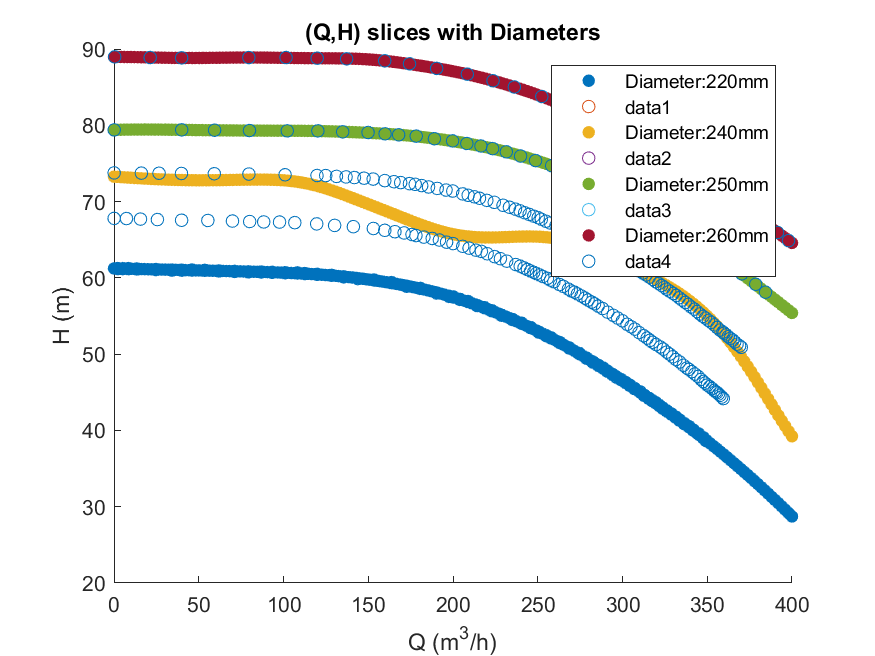 (Q,H) slices with Diameters
90
80
70
60
50
40
30
20
H (m)
Diameter:220mm
data1
Diameter:240mm
data2
Diameter:250mm
data3
Diameter:260mm
data4
0 50 100 150 200 250 300 350 400
Q (m³/h)